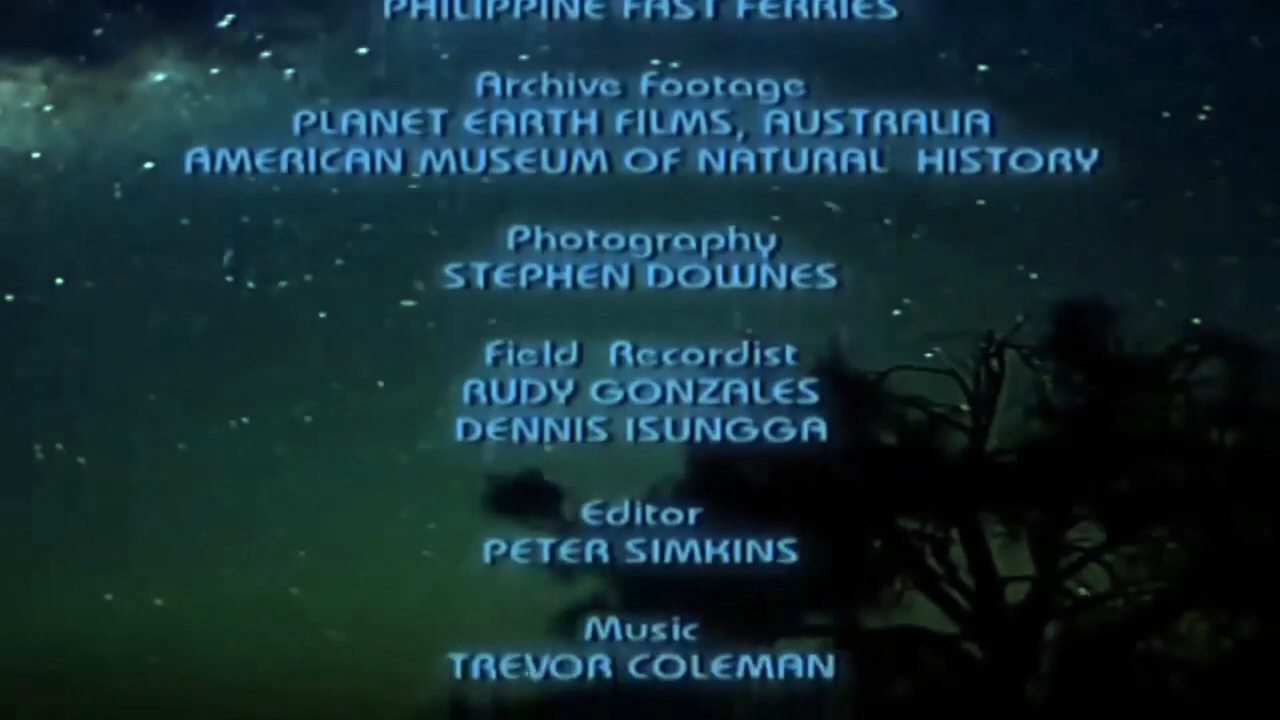 PHILIPPINE FAST FERRIES
Archive Footage
PLANET EARTH FILMS, AUSTRALIA
AMERICAN MUSEUM OF NATURAL HISTORY
Photography
STEPHEN DOWNES
Field Recordist
RUDY GONZALES
DENNIS ISUNGGA
Editor
PETER SIMKINS
Music
TREVOR COLEMAN